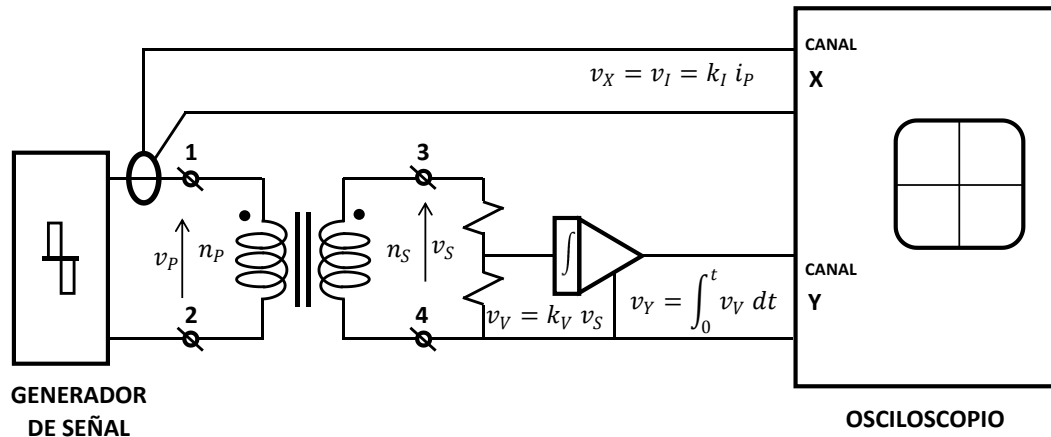 CANAL
X
v_X = v_I = k_I i_P
1
3
v_P
n_P
n_S
v_S
2
4
v_V = k_V v_S
∫
v_Y = ∫_0^t v_V dt
CANAL
Y
GENERADOR
DE SEÑAL
OSCILOSCOPIO